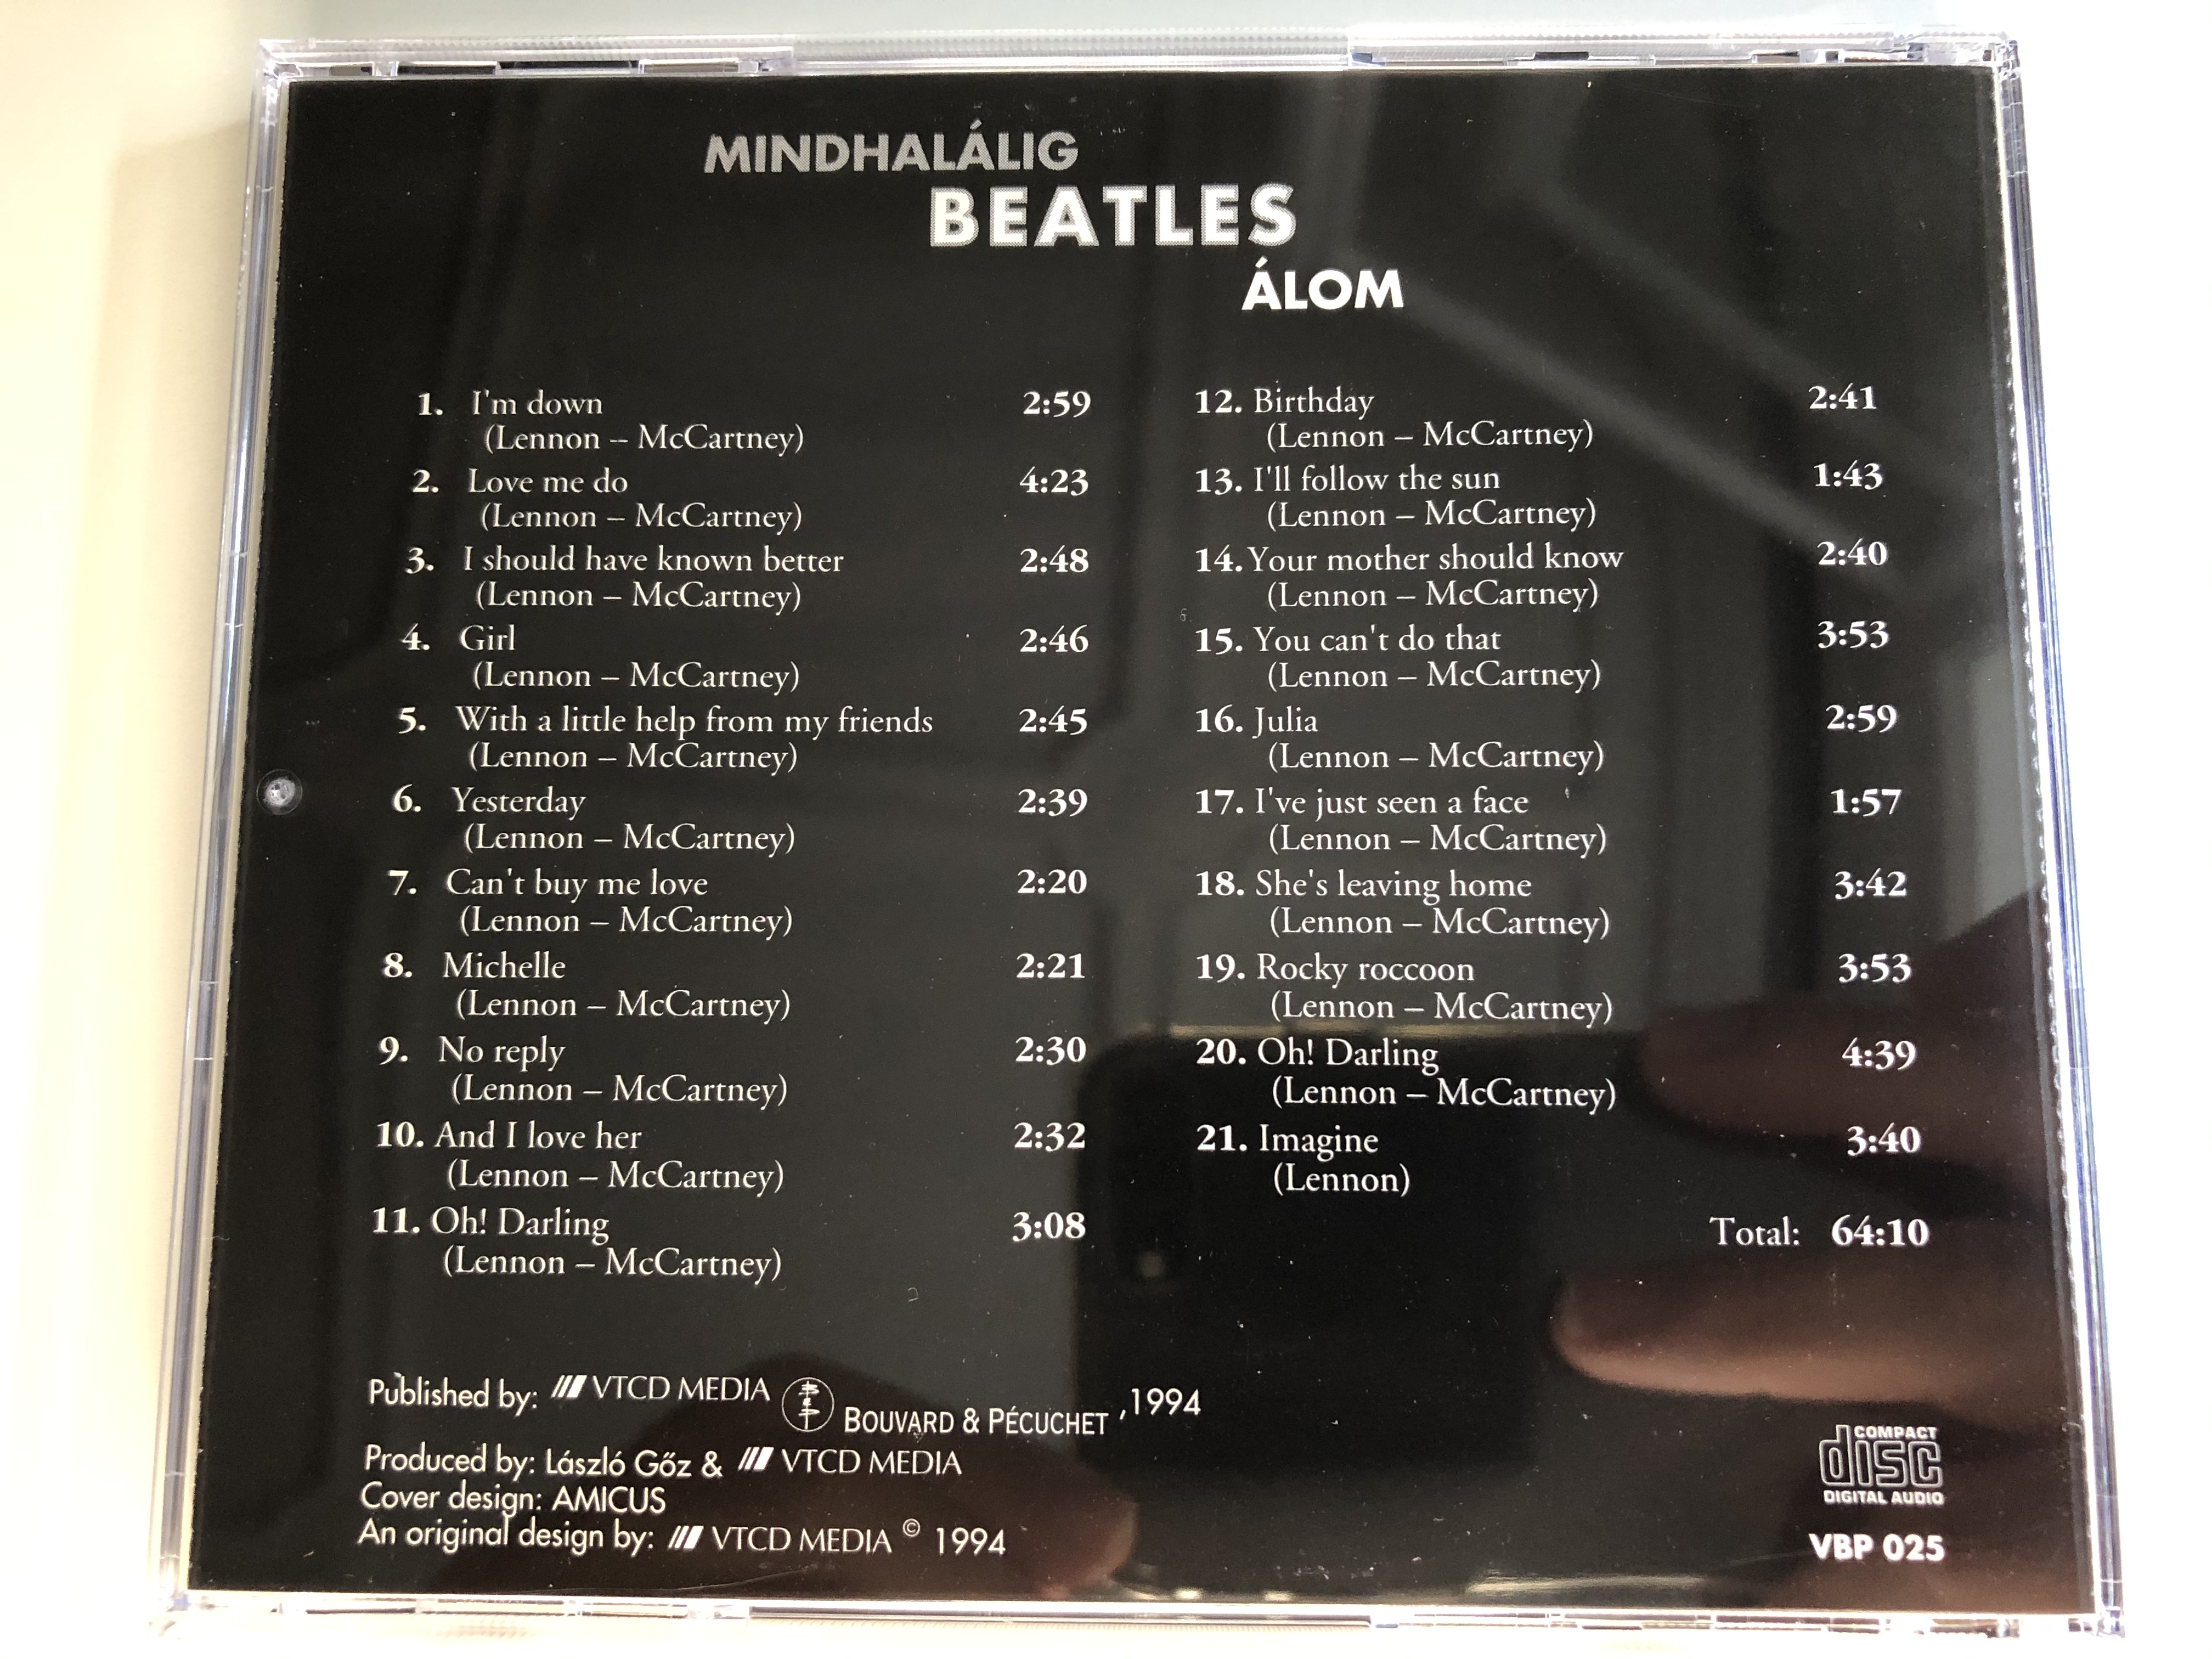 MINDHALÁLIG
BEATLES
ÁLOM
1. I'm down 2:59
(Lennon – McCartney)
2. Love me do 4:23
(Lennon – McCartney)
3. I should have known better 2:48
(Lennon – McCartney)
4. Girl 2:46
(Lennon – McCartney)
5. With a little help from my friends 2:45
(Lennon – McCartney)
6. Yesterday 2:39
(Lennon – McCartney)
7. Can't buy me love 2:20
(Lennon – McCartney)
8. Michelle 2:21
(Lennon – McCartney)
9. No reply 2:30
(Lennon – McCartney)
10. And I love her 2:32
(Lennon – McCartney)
11. Oh! Darling 3:08
(Lennon – McCartney)
12. Birthday 2:41
(Lennon – McCartney)
13. I'll follow the sun 1:43
(Lennon – McCartney)
14. Your mother should know 2:40
(Lennon – McCartney)
15. You can't do that 3:53
(Lennon – McCartney)
16. Julia 2:59
(Lennon – McCartney)
17. I've just seen a face 1:57
(Lennon – McCartney)
18. She's leaving home 3:42
(Lennon – McCartney)
19. Rocky roccoon 3:53
(Lennon – McCartney)
20. Oh! Darling 4:39
(Lennon – McCartney)
21. Imagine 3:40
(Lennon)
Total: 64:10
Published by: VTCD MEDIA BOUVARD & PÉCUCHET ,1994
Produced by: László Gőz & VTCD MEDIA
Cover design: AMICUS
An original design by: VTCD MEDIA © 1994
COMPACT
disc
DIGITAL AUDIO
VBP 025